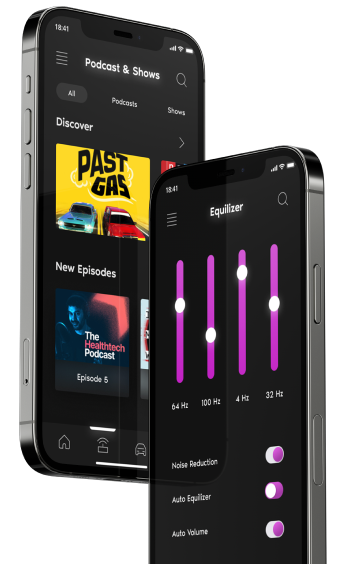 18:41
Podcast & Shows
All
Podcasts
Shows
Discover
PAST
GAS
New Episodes
The
Healthtech
Podcast
Episode 5
18:41
Equilizer
64 Hz
100 Hz
4 Hz
32 Hz
Noise Reduction
Auto Equilizer
Auto Volume